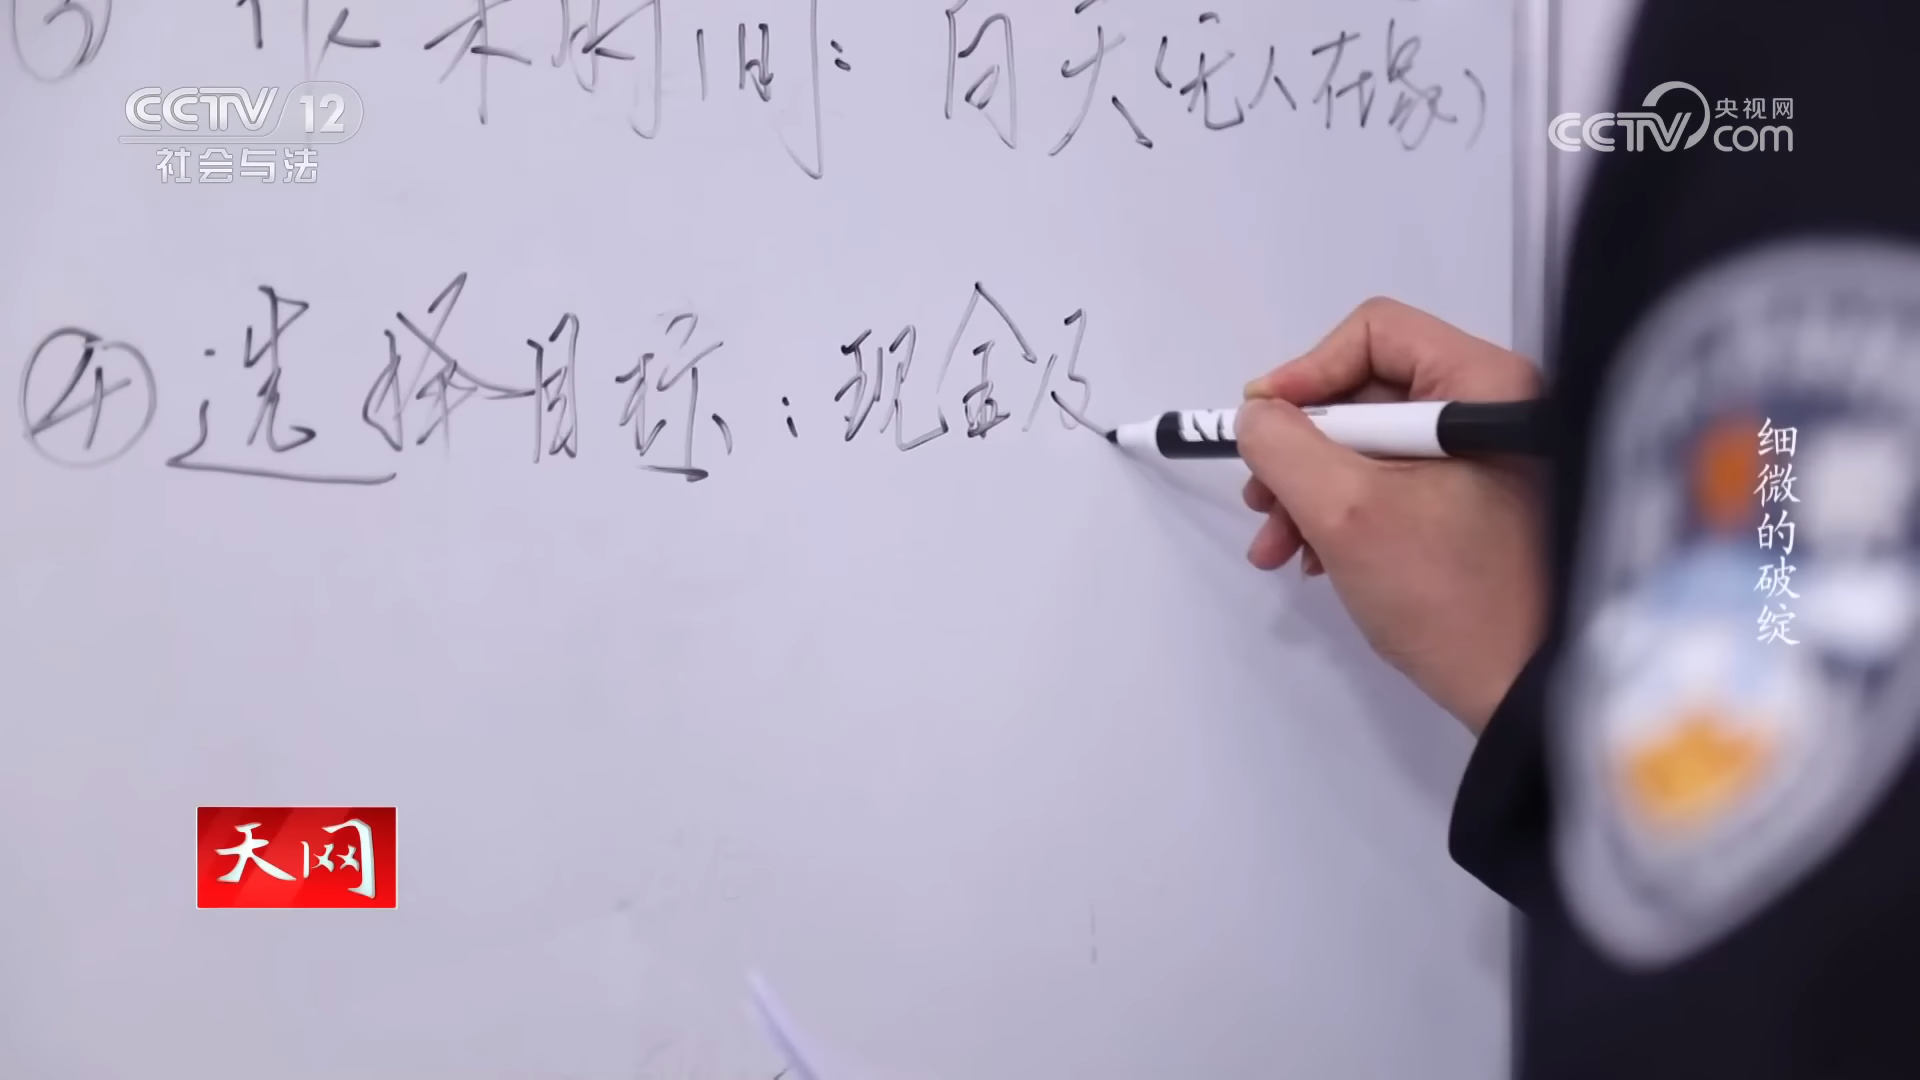 ③ 作案时间：白天（无人在家）
CCTV 12
社会与法
央视网
CCTV.com
④ 选择目标：现金及
细微的破绽
天网